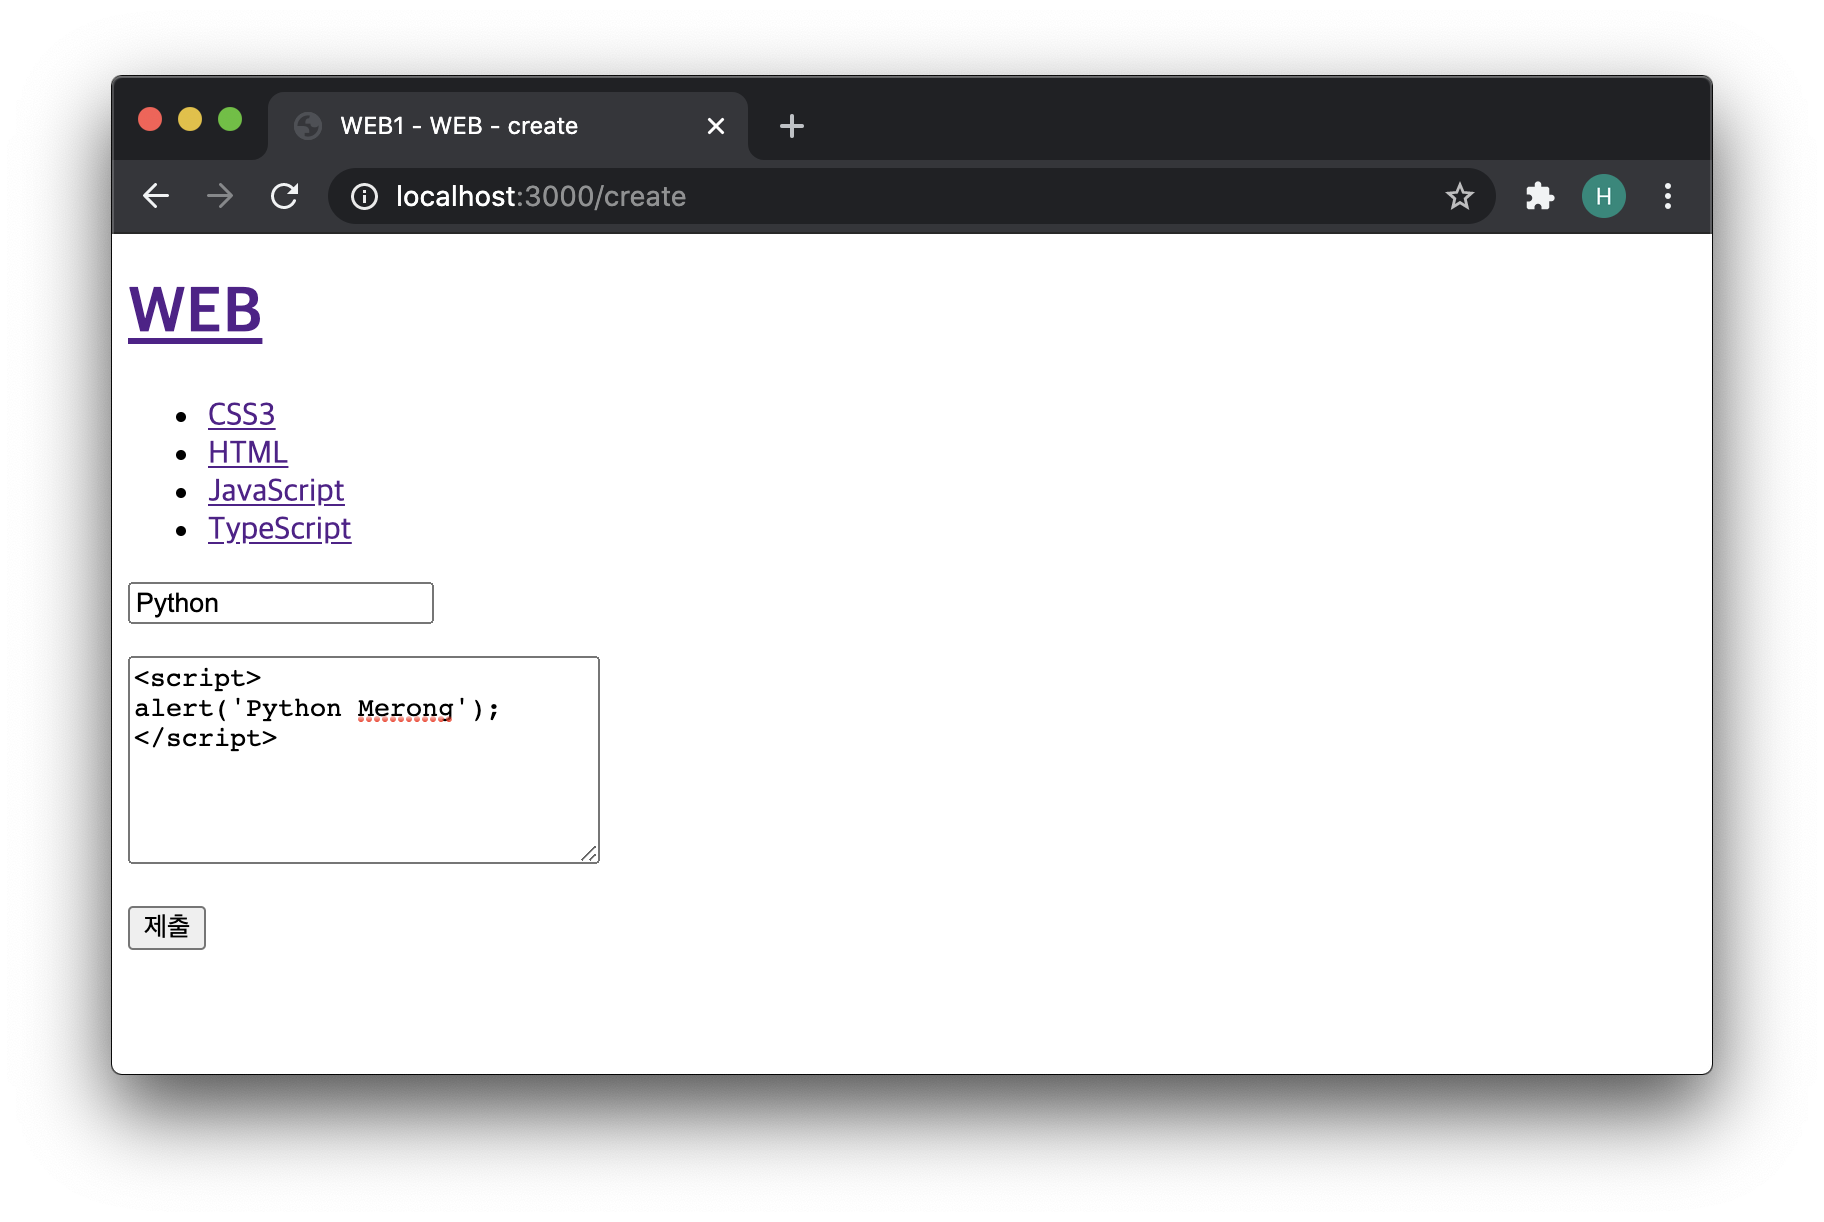 WEB1 - WEB - create
localhost:3000/create
H
WEB
CSS3
HTML
JavaScript
TypeScript
Python
<script>
alert('Python Merong');
</script>
제출